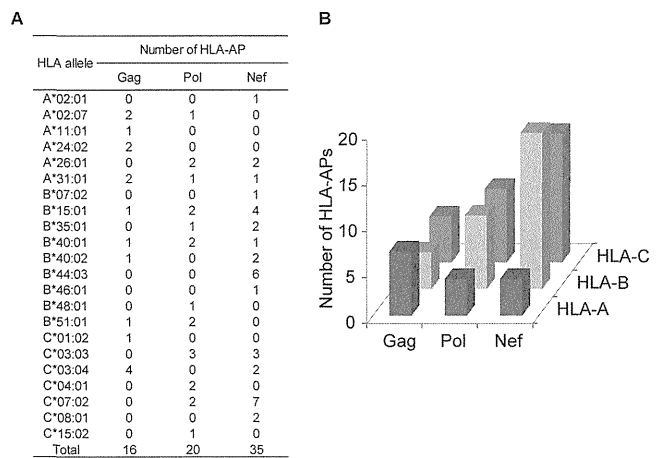 A
Number of HLA-AP
HLA allele
Gag Pol Nef
A*02:01 0 0 1
A*02:07 2 1 0
A*11:01 1 0 0
A*24:02 2 0 0
A*26:01 0 2 2
A*31:01 2 1 1
B*07:02 0 0 1
B*15:01 1 2 4
B*35:01 0 1 2
B*40:01 1 2 1
B*40:02 1 0 2
B*44:03 0 0 6
B*46:01 0 0 1
B*48:01 0 1 0
B*51:01 1 2 0
C*01:02 1 0 0
C*03:03 0 3 3
C*03:04 4 0 2
C*04:01 0 2 0
C*07:02 0 2 7
C*08:01 0 0 2
C*15:02 0 1 0
Total 16 20 35
B
Number of HLA-APs
20
15
10
5
0
Gag Pol Nef
HLA-C
HLA-B
HLA-A